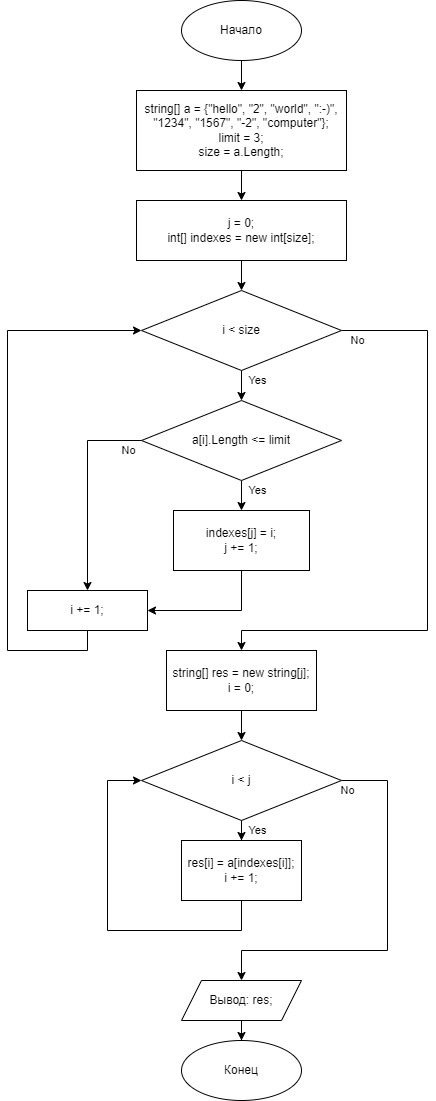 Начало
string[] a = {"hello", "2", "world", ":-)",
"1234", "1567", "-2", "computer"};
limit = 3;
size = a.Length;
j = 0;
int[] indexes = new int[size];
i < size
No
Yes
a[i].Length <= limit
No
Yes
indexes[j] = i;
j += 1;
i += 1;
string[] res = new string[j];
i = 0;
i < j
No
Yes
res[i] = a[indexes[i]];
i += 1;
Вывод: res;
Конец